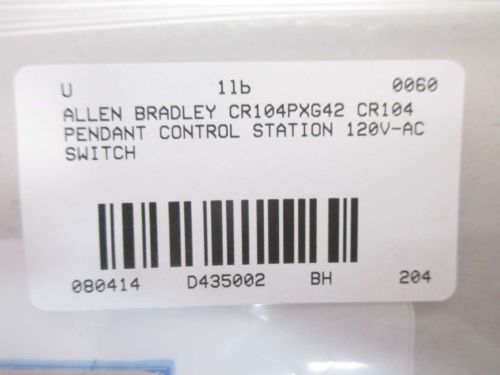 U 1lb 0060
ALLEN BRADLEY CR104PXG42 CR104
PENDANT CONTROL STATION 120V-AC
SWITCH
080414 D435002 BH 204